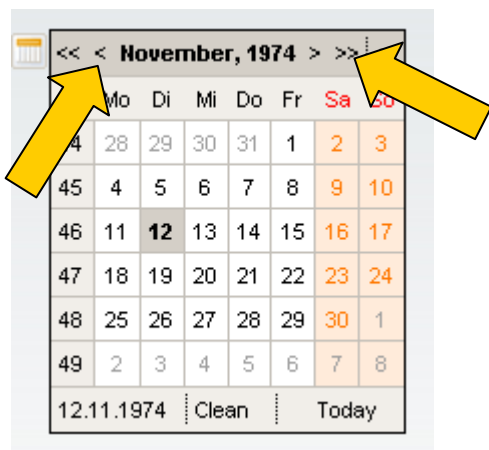 << < November, 1974 > >>
Mo Di Mi Do Fr Sa So
4 28 29 30 31 1 2 3
45 4 5 6 7 8 9 10
46 11 12 13 14 15 16 17
47 18 19 20 21 22 23 24
48 25 26 27 28 29 30 1
49 2 3 4 5 6 7 8
12.11.1974 Clean Today